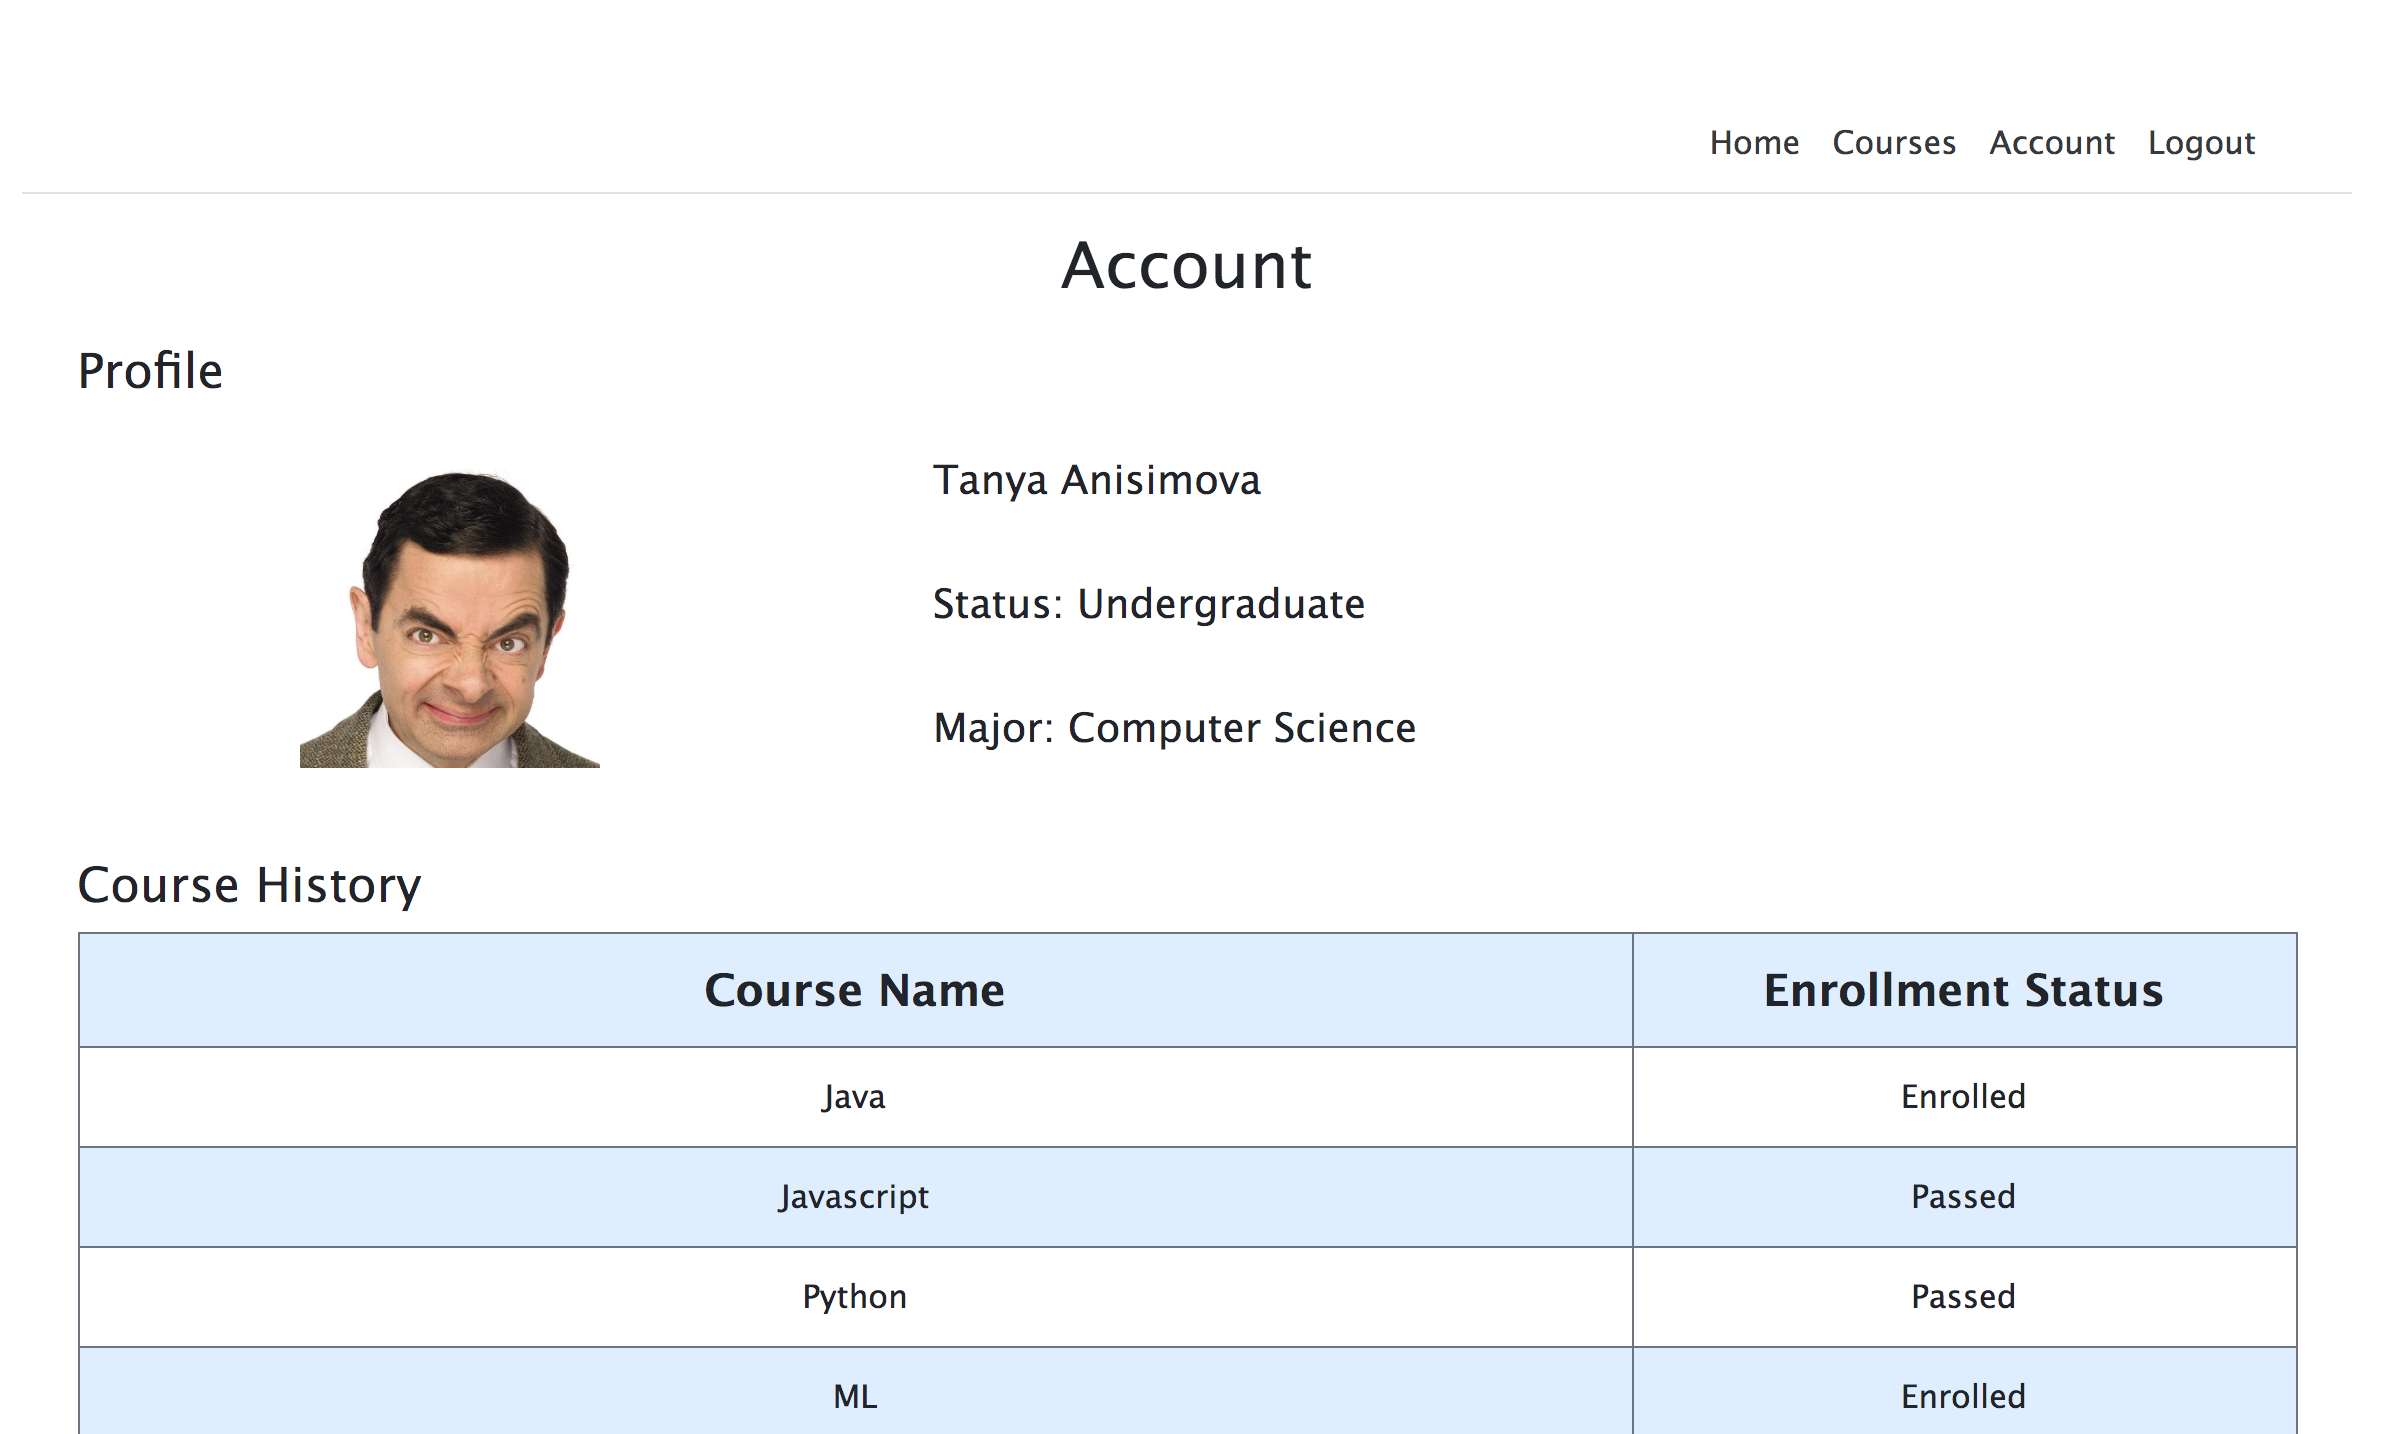 Home Courses Account Logout
Account
Profile
Tanya Anisimova
Status: Undergraduate
Major: Computer Science
Course History
Course Name Enrollment Status
Java Enrolled
Javascript Passed
Python Passed
ML Enrolled